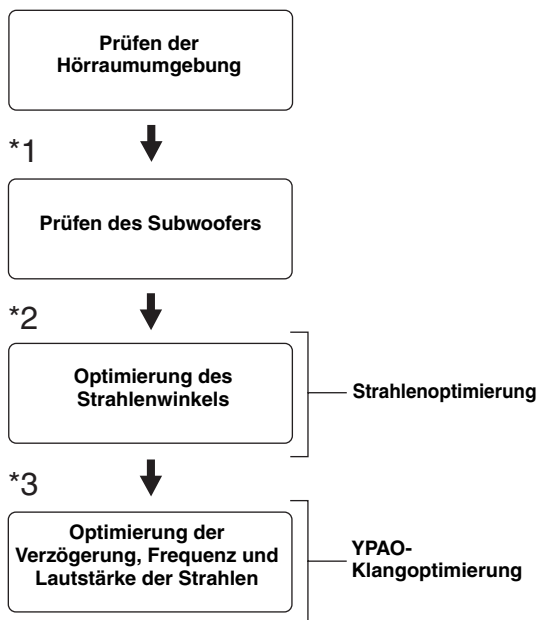 Prüfen der
Hörraumumgebung
*1
Prüfen des Subwoofers
*2
Optimierung des
Strahlenwinkels
Strahlenoptimierung
*3
Optimierung der
Verzögerung, Frequenz und
Lautstärke der Strahlen
YPAO-
Klangoptimierung